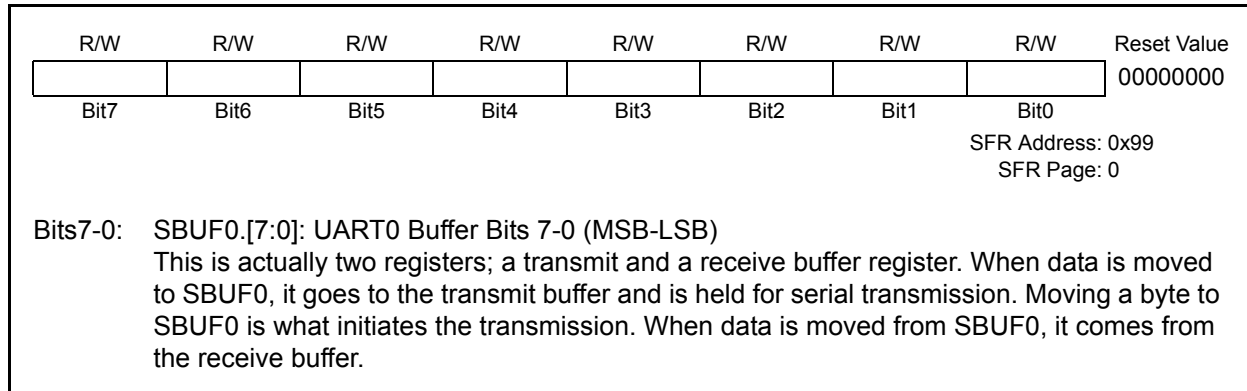 R/W R/W R/W R/W R/W R/W R/W R/W Reset Value
00000000
Bit7 Bit6 Bit5 Bit4 Bit3 Bit2 Bit1 Bit0
SFR Address: 0x99
SFR Page: 0
Bits7-0: SBUF0.[7:0]: UART0 Buffer Bits 7-0 (MSB-LSB)
This is actually two registers; a transmit and a receive buffer register. When data is moved
to SBUF0, it goes to the transmit buffer and is held for serial transmission. Moving a byte to
SBUF0 is what initiates the transmission. When data is moved from SBUF0, it comes from
the receive buffer.